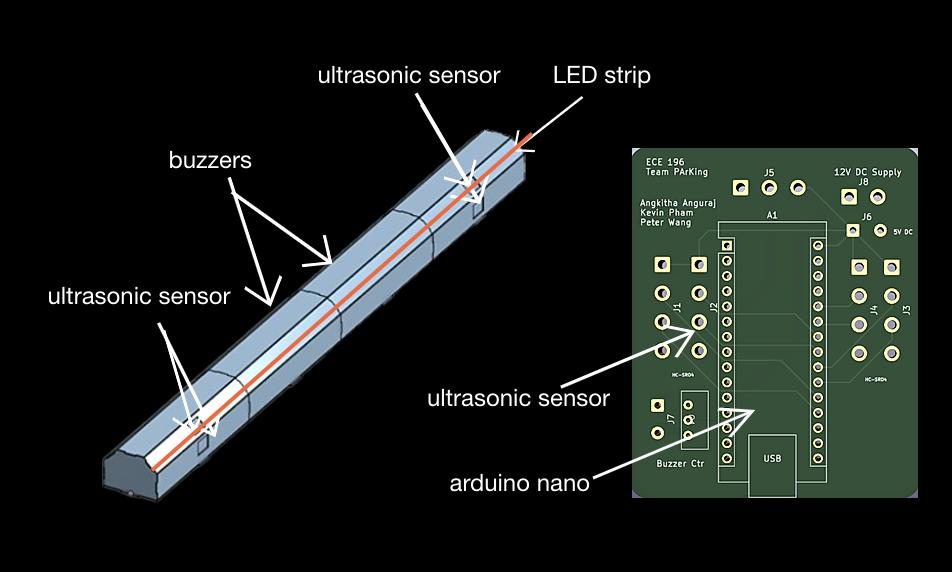 ultrasonic sensor
LED strip
buzzers
ultrasonic sensor
ECE 196
Team PArKing
J5
12V DC Supply
J8
Angkitha Anguraj
Kevin Pham
Peter Wang
A1
J6
5V DC
J1
J2
J4
J3
HC-SR04
HC-SR04
ultrasonic sensor
J7
Buzzer Ctr
USB
arduino nano